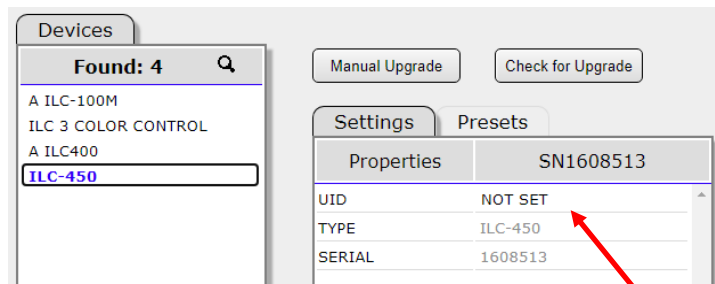 Devices
Found: 4
A ILC-100M
ILC 3 COLOR CONTROL
A ILC400
ILC-450
Manual Upgrade Check for Upgrade
Settings Presets
Properties SN1608513
UID NOT SET
TYPE ILC-450
SERIAL 1608513